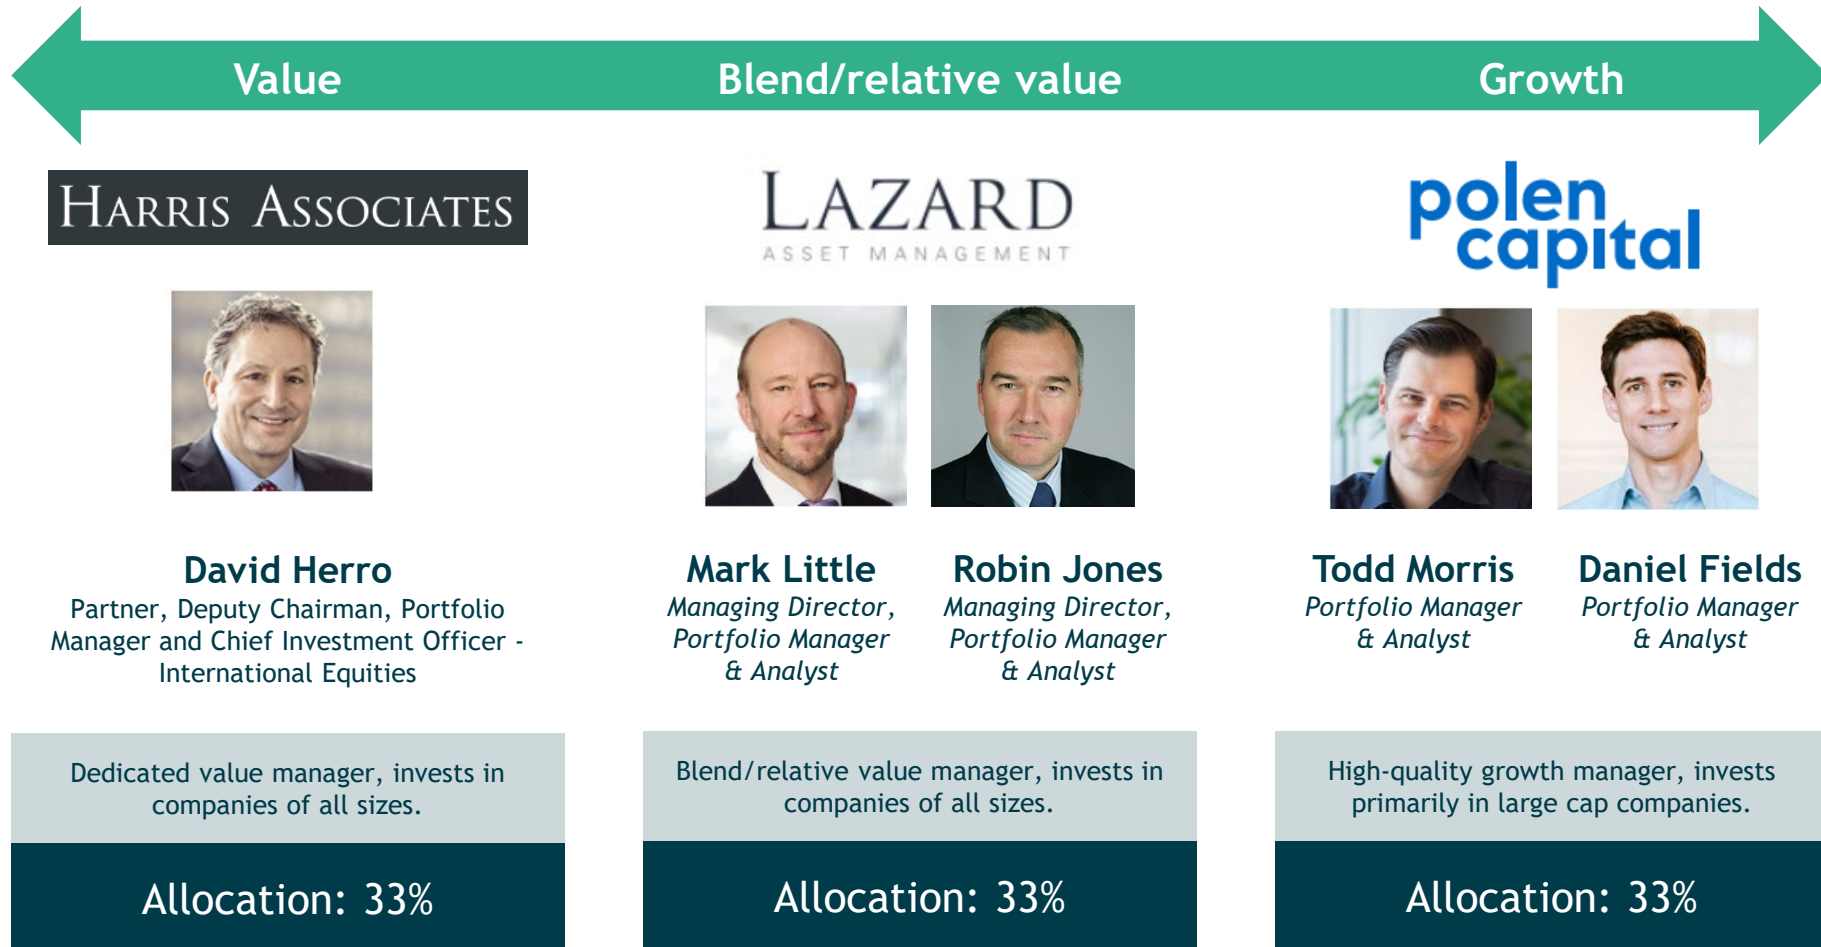 Value
Blend/relative value
Growth
HARRIS ASSOCIATES
LAZARD
ASSET MANAGEMENT
polen
capital
David Herro
Partner, Deputy Chairman, Portfolio
Manager and Chief Investment Officer -
International Equities
Mark Little
Managing Director,
Portfolio Manager
& Analyst
Robin Jones
Managing Director,
Portfolio Manager
& Analyst
Todd Morris
Portfolio Manager
& Analyst
Daniel Fields
Portfolio Manager
& Analyst
Dedicated value manager, invests in
companies of all sizes.
Blend/relative value manager, invests in
companies of all sizes.
High-quality growth manager, invests
primarily in large cap companies.
Allocation: 33%
Allocation: 33%
Allocation: 33%